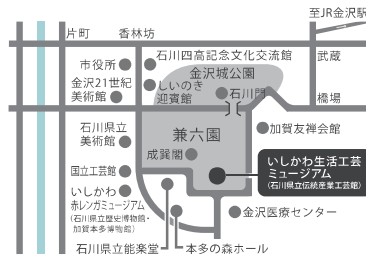 至JR金沢駅
片町
香林坊
石川四高記念文化交流館
武蔵
市役所
金沢城公園
金沢21世紀
美術館
しいのき
迎賓館
石川門
橋場
石川県立
美術館
兼六園
加賀友禅会館
成巽閣
いしかわ生活工芸
ミュージアム
(石川県立伝統産業工芸館)
国立工芸館
いしかわ
赤レンガミュージアム
(石川県立歴史博物館・
加賀本多博物館)
金沢医療センター
石川県立能楽堂
本多の森ホール